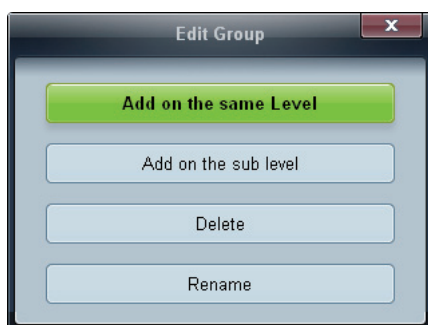 Edit Group
x
Add on the same Level
Add on the sub level
Delete
Rename